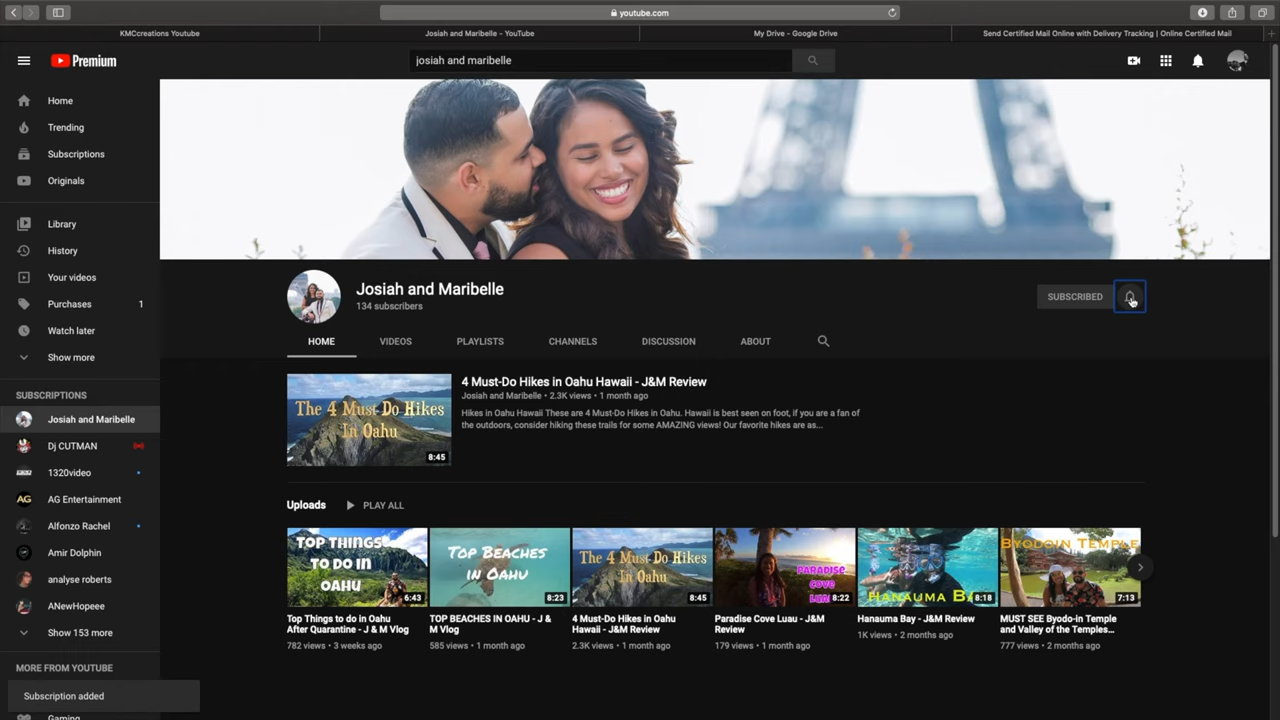 youtube.com
KMCcreations Youtube
Josiah and Maribelle - YouTube
My Drive - Google Drive
Send Certified Mail Online with Delivery Tracking | Online Certified Mail
Premium
josiah and maribelle
Home
Trending
Subscriptions
Originals
Library
History
Your videos
Purchases 1
Watch later
Show more
SUBSCRIPTIONS
Josiah and Maribelle
Dj CUTMAN
1320video
AG Entertainment
Alfonzo Rachel
Amir Dolphin
analyse roberts
ANewHopeee
Show 153 more
MORE FROM YOUTUBE
Subscription added
Gaming
Josiah and Maribelle
134 subscribers
SUBSCRIBED
HOME VIDEOS PLAYLISTS CHANNELS DISCUSSION ABOUT
The 4 Must-Do Hikes
In Oahu
8:45
4 Must-Do Hikes in Oahu Hawaii - J&M Review
Josiah and Maribelle • 2.3K views • 1 month ago
Hikes in Oahu Hawaii These are 4 Must-Do Hikes in Oahu. Hawaii is best seen on foot, if you are a fan of
the outdoors, consider hiking these trails for some AMAZING views! Our favorite hikes are as...
Uploads PLAY ALL
TOP THINGS
TO DO IN
OAHU
6:43
Top Things to do in Oahu
After Quarantine - J & M Vlog
782 views • 3 weeks ago
TOP BEACHES
IN OAHU
8:23
TOP BEACHES IN OAHU - J &
M Vlog
585 views • 1 month ago
The 4 Must-Do Hikes
In Oahu
8:45
4 Must-Do Hikes in Oahu
Hawaii - J&M Review
2.3K views • 1 month ago
PARADISE
COVE
LUAU
8:22
Paradise Cove Luau - J&M
Review
179 views • 1 month ago
HANAUMA BA
8:18
Hanauma Bay - J&M Review
1K views • 2 months ago
BYODOIN TEMPLE
7:13
MUST SEE Byodo-in Temple
and Valley of the Temples...
777 views • 2 months ago